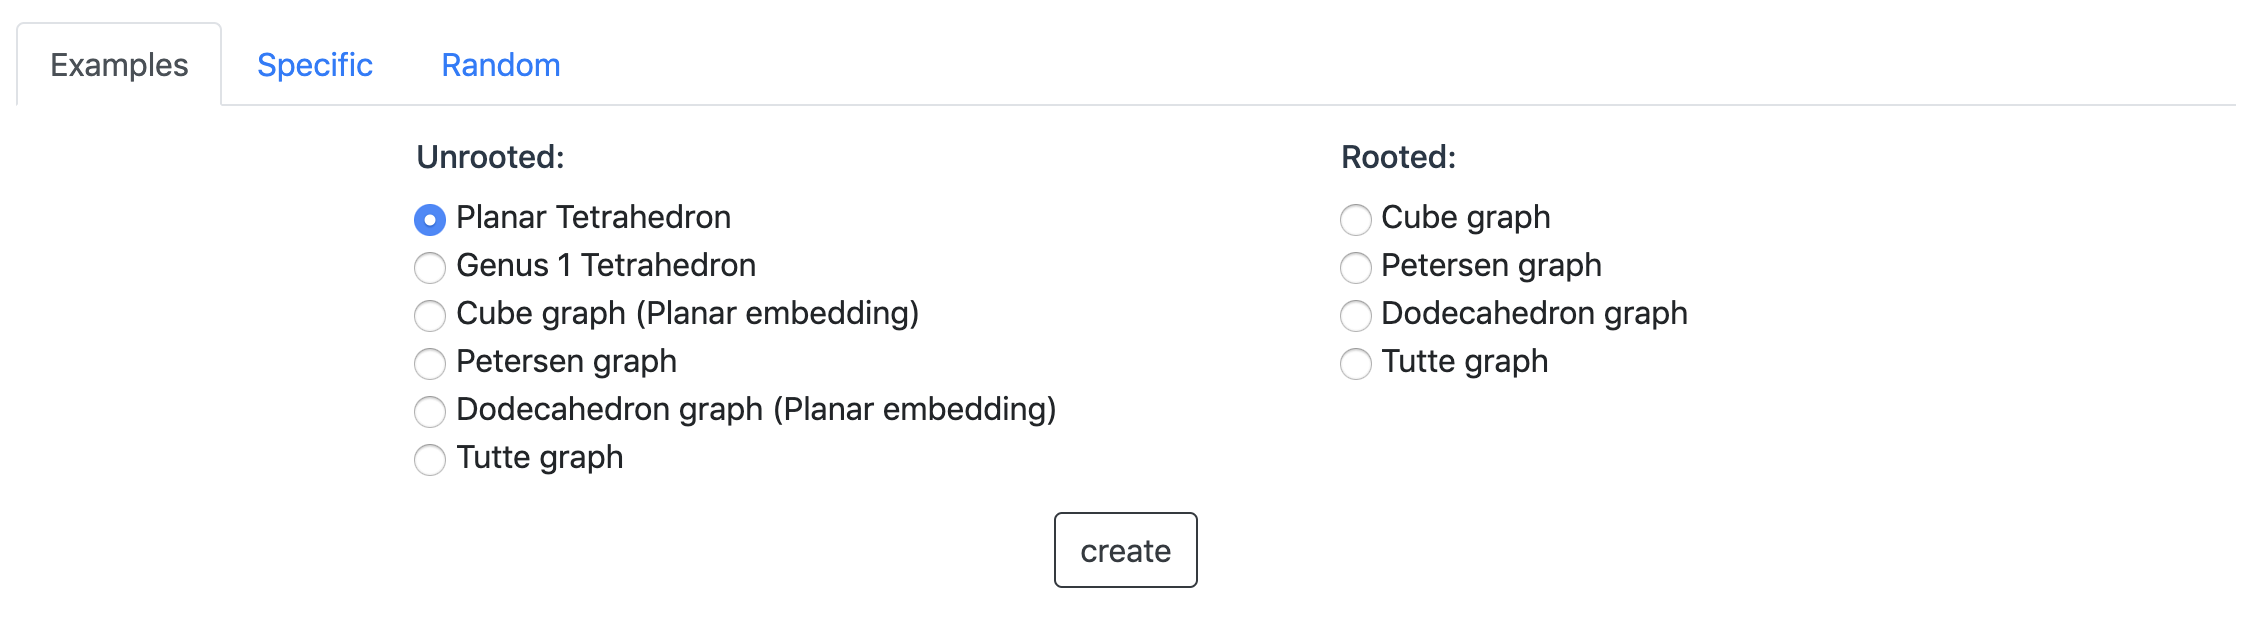 Examples Specific Random
Unrooted:
Planar Tetrahedron
Genus 1 Tetrahedron
Cube graph (Planar embedding)
Petersen graph
Dodecahedron graph (Planar embedding)
Tutte graph
Rooted:
Cube graph
Petersen graph
Dodecahedron graph
Tutte graph
create